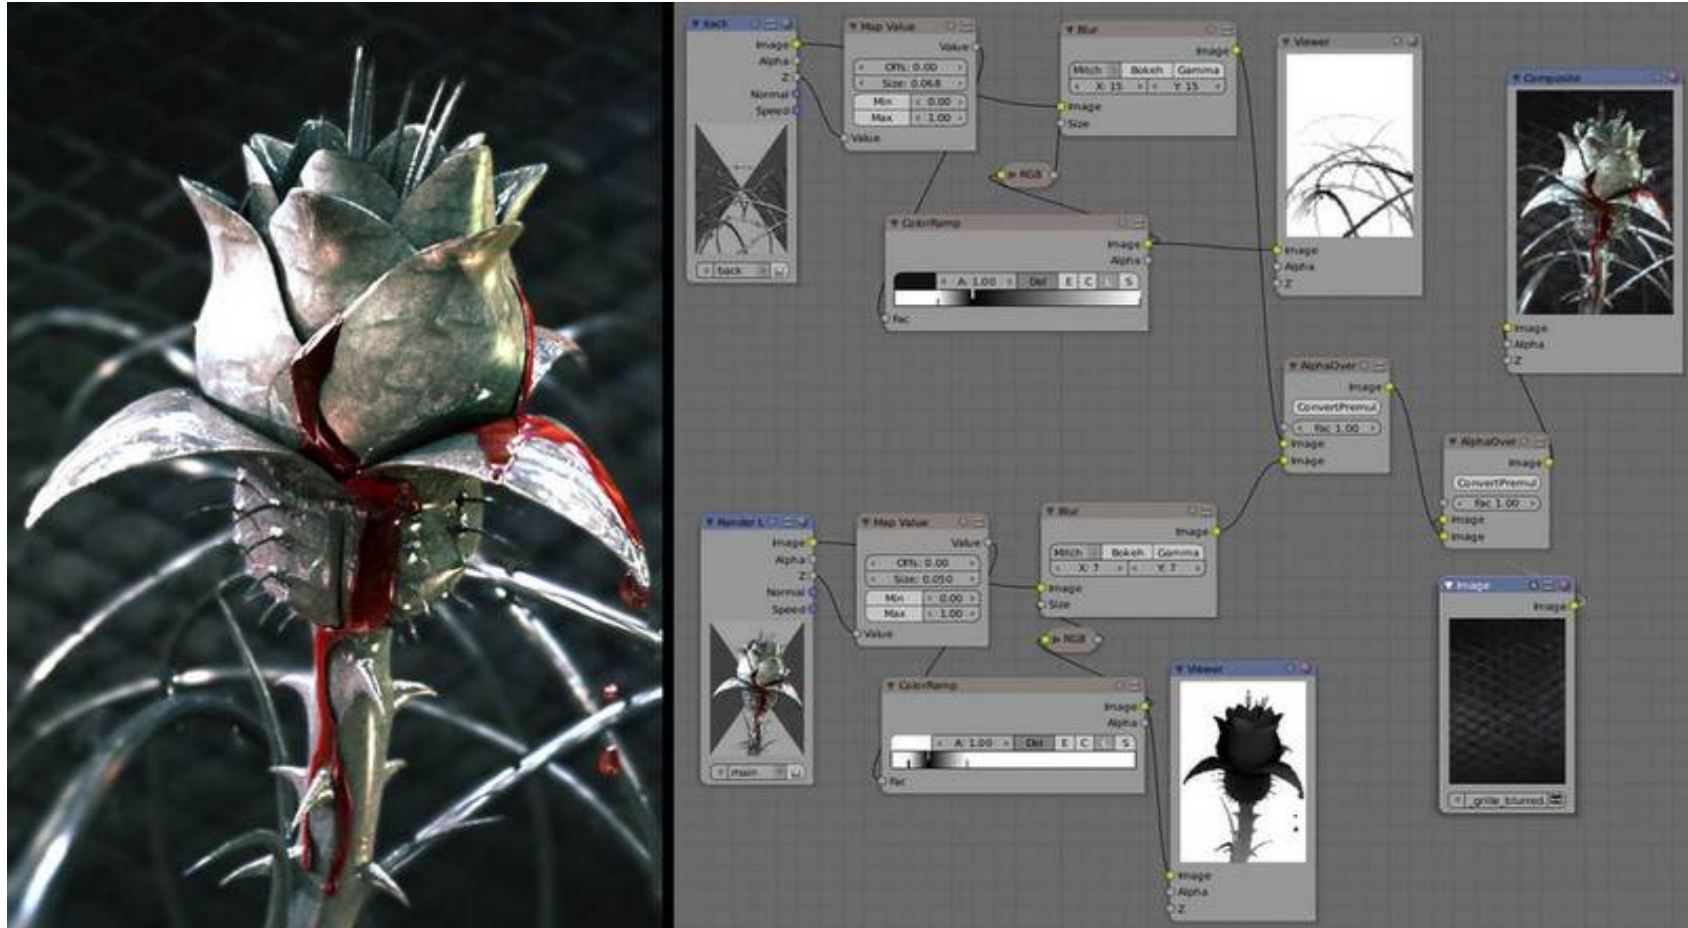 back
Image
Alpha
Z
Normal
Speed
back
Map Value
Value
Offs: 0.00
Size: 0.068
Min 0.00
Max 1.00
Value
Blur
Image
Mitch Bokeh Gamma
X: 15 Y: 15
Image
Size
RGB
ColorRamp
Image
Alpha
A: 1.00 Del E C L S
Fac
Viewer
Image
Alpha
Z
Composite
Image
Alpha
Z
AlphaOver
Image
ConvertPremul
Fac 1.00
Image
Image
AlphaOver
Image
ConvertPremul
Fac 1.00
Image
Image
Render L
Image
Alpha
Z
Normal
Speed
main
Map Value
Value
Offs: 0.00
Size: 0.050
Min 0.00
Max 1.00
Value
Blur
Image
Mitch Bokeh Gamma
X: 7 Y: 7
Image
Size
RGB
ColorRamp
Image
Alpha
A: 1.00 Del E C L S
Fac
Viewer
Image
Alpha
Z
Image
Image
_grille_blurred.